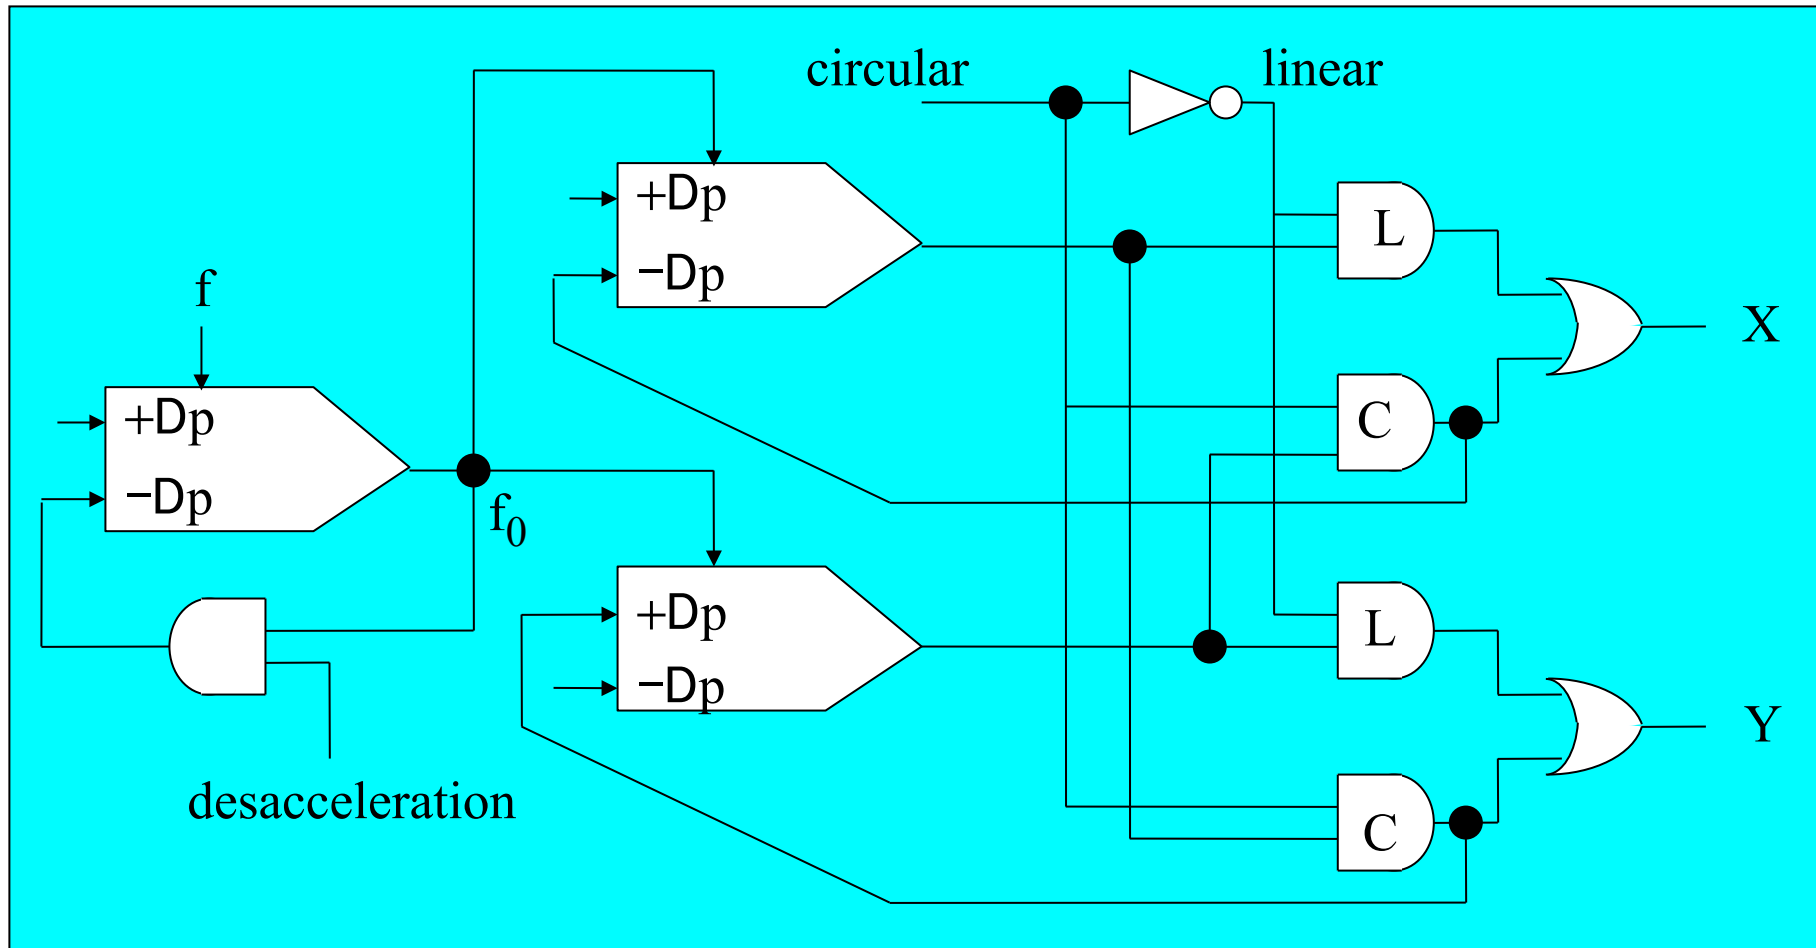 circular
linear
+Dp
−Dp
L
f
X
+Dp
−Dp
C
f0
+Dp
−Dp
L
Y
desacceleration
C